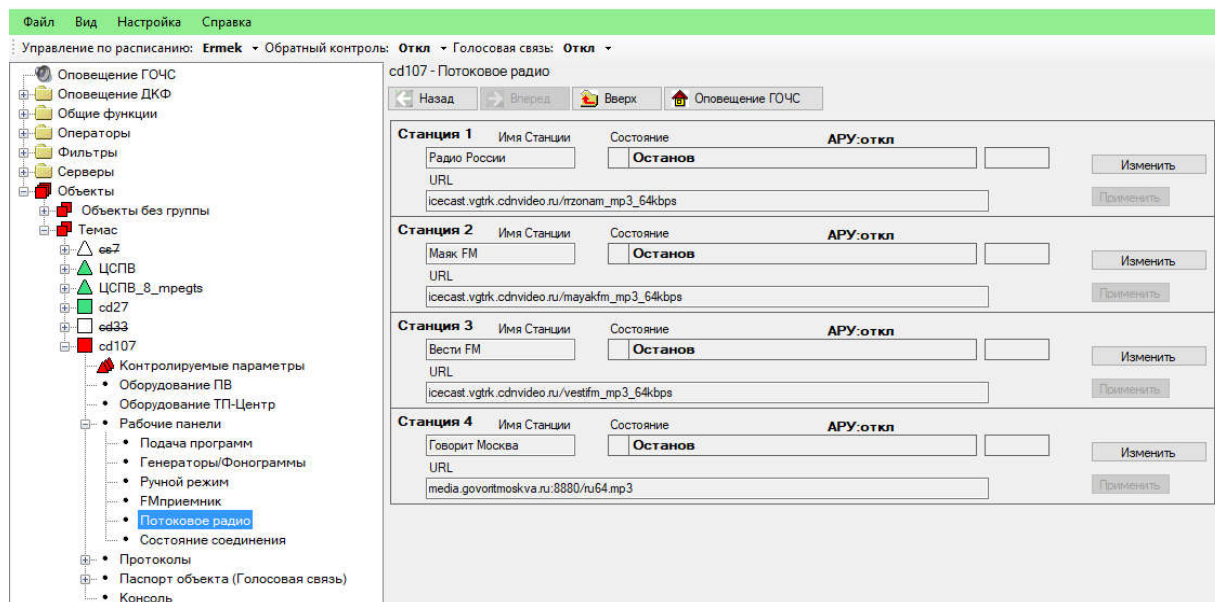 Файл Вид Настройка Справка
Управление по расписанию: Ermek Обратный контроль: Откл Голосовая связь: Откл
Оповещение ГОЧС
Оповещение ДКФ
Общие функции
Операторы
Фильтры
Серверы
Объекты
Объекты без группы
Темас
cs7
ЦСПВ
ЦСПВ_8_mpegts
cd27
cd33
cd107
Контролируемые параметры
Оборудование ПВ
Оборудование ТП-Центр
Рабочие панели
Подача программ
Генераторы/Фонограммы
Ручной режим
FMприемник
Потоковое радио
Состояние соединения
Протоколы
Паспорт объекта (Голосовая связь)
Консоль
cd107 - Потоковое радио
Назад Вперед Вверх Оповещение ГОЧС
Станция 1 Имя Станции Состояние АРУ:откл
Радио России Останов Изменить
URL
icecast.vgtrk.cdnvideo.ru/rrzonam_mp3_64kbps Применить
Станция 2 Имя Станции Состояние АРУ:откл
Маяк FM Останов Изменить
URL
icecast.vgtrk.cdnvideo.ru/mayakfm_mp3_64kbps Применить
Станция 3 Имя Станции Состояние АРУ:откл
Вести FM Останов Изменить
URL
icecast.vgtrk.cdnvideo.ru/vestifm_mp3_64kbps Применить
Станция 4 Имя Станции Состояние АРУ:откл
Говорит Москва Останов Изменить
URL
media.govoritmoskva.ru:8880/ru64.mp3 Применить